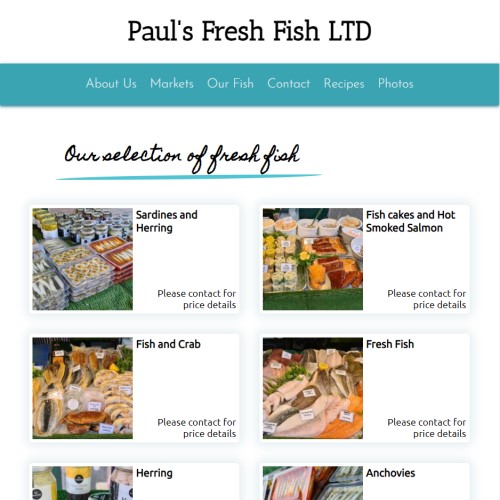 Paul's Fresh Fish LTD
About Us Markets Our Fish Contact Recipes Photos
Our selection of fresh fish
Sardines and
Herring
Please contact for
price details
Fish cakes and Hot
Smoked Salmon
Please contact for
price details
Fish and Crab
Please contact for
price details
Fresh Fish
Please contact for
price details
Herring
Anchovies